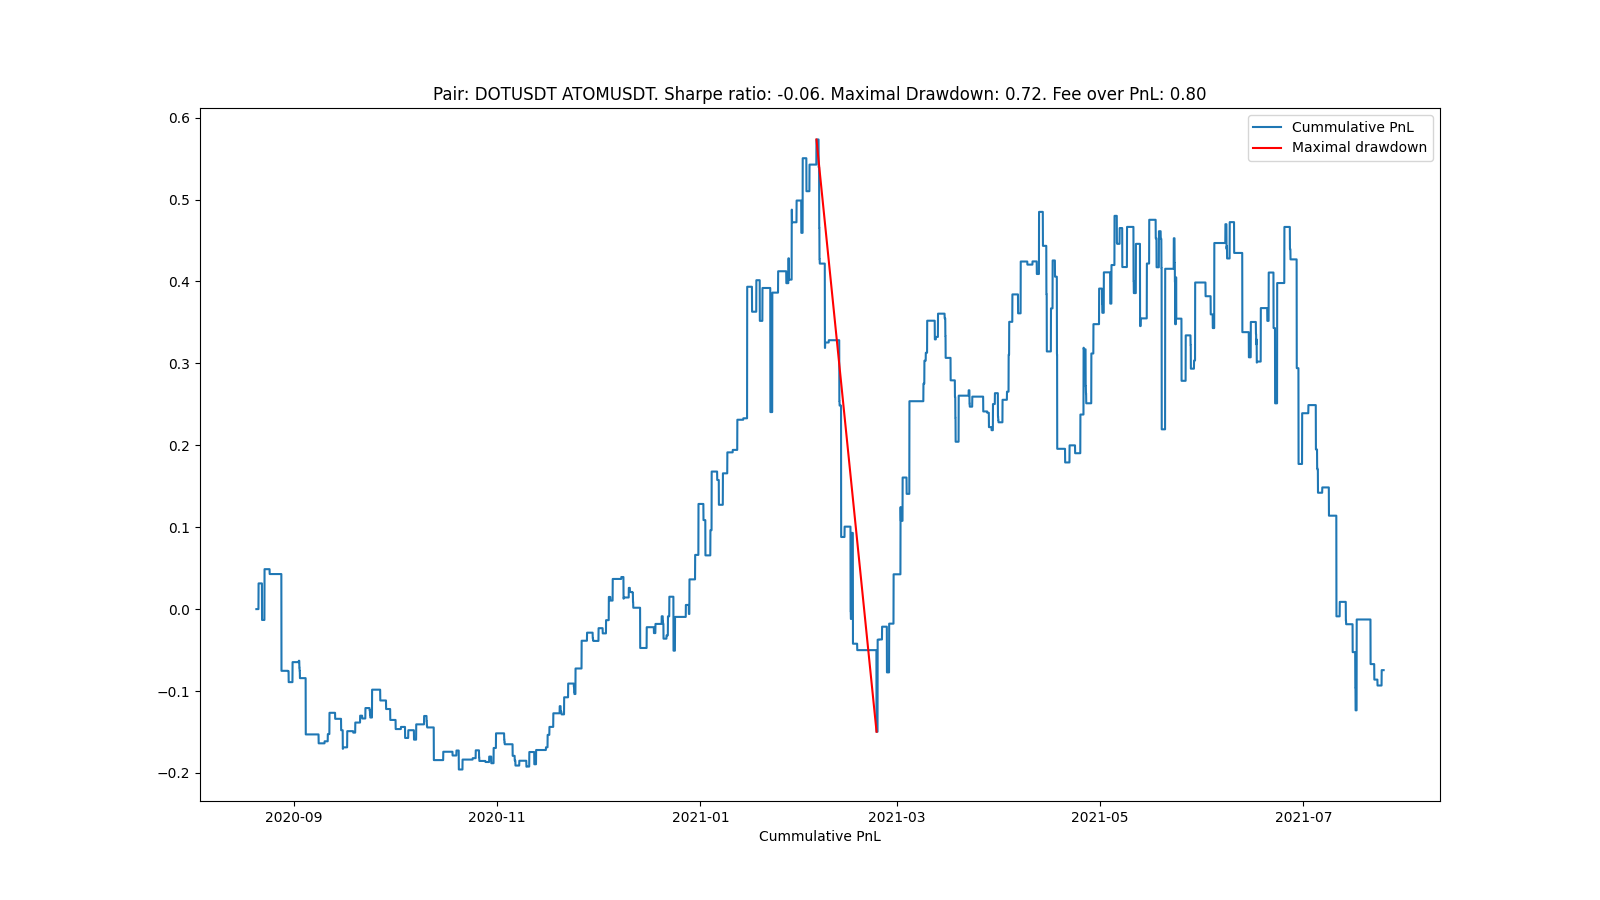 Pair: DOTUSDT ATOMUSDT. Sharpe ratio: -0.06. Maximal Drawdown: 0.72. Fee over PnL: 0.80
Cummulative PnL
Maximal drawdown
0.6
0.5
0.4
0.3
0.2
0.1
0.0
−0.1
−0.2
2020-09 2020-11 2021-01 2021-03 2021-05 2021-07
Cummulative PnL